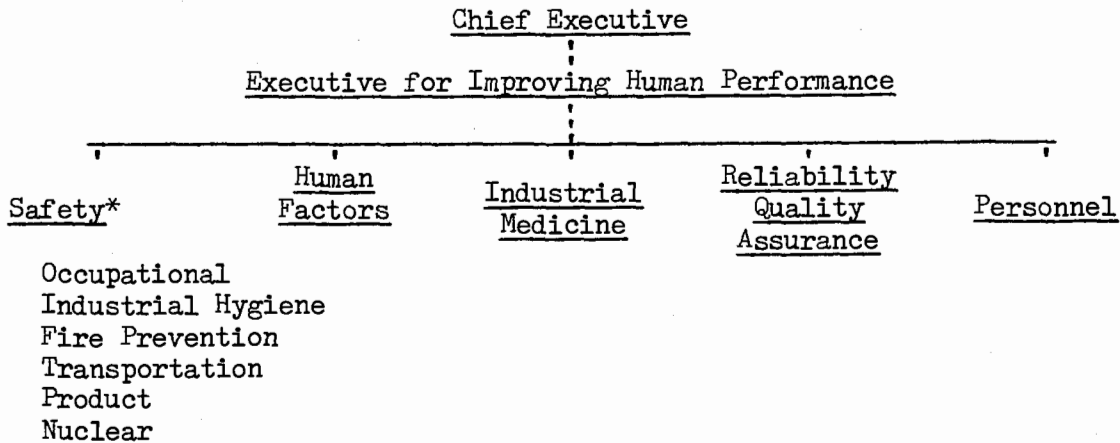 Chief Executive
Executive for Improving Human Performance
Safety*
Human
Factors
Industrial
Medicine
Reliability
Quality
Assurance
Personnel
Occupational
Industrial Hygiene
Fire Prevention
Transportation
Product
Nuclear